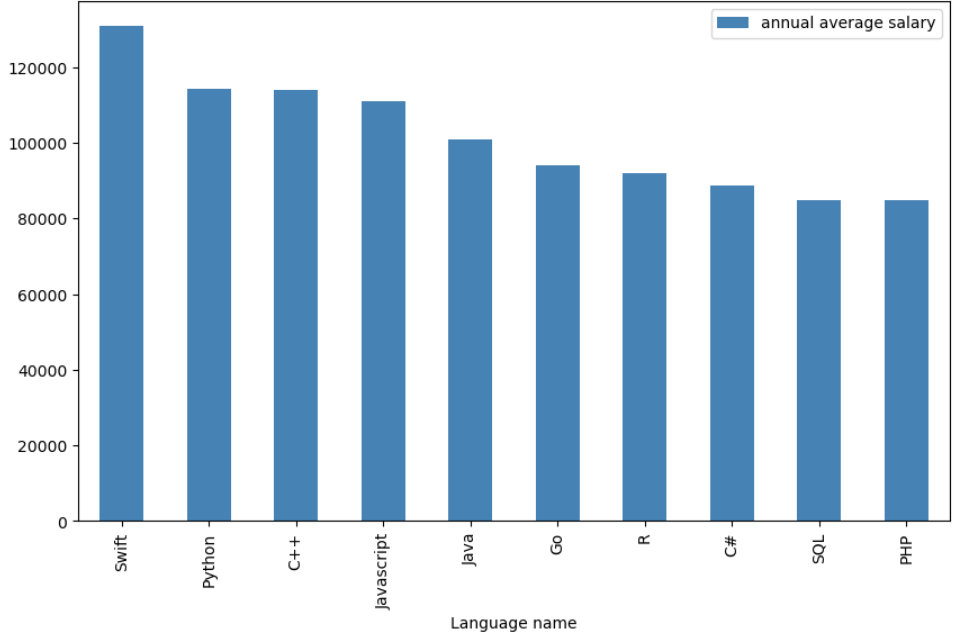 annual average salary
120000
100000
80000
60000
40000
20000
0
Swift
Python
C++
Javascript
Java
Go
R
C#
SQL
PHP
Language name